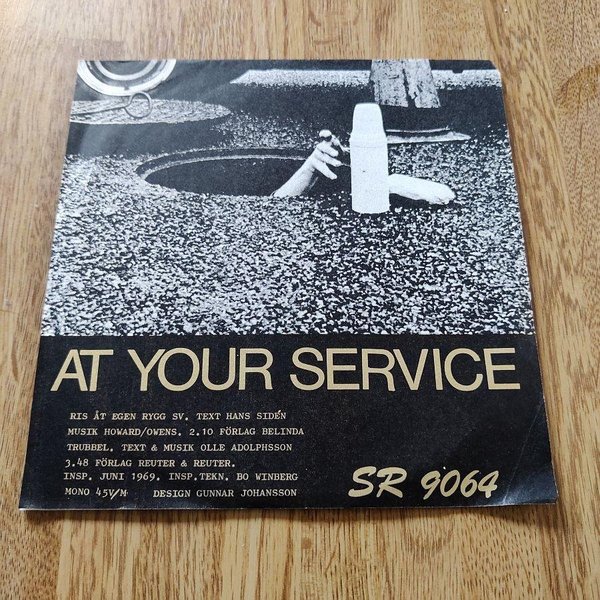 AT YOUR SERVICE
RIS ÅT EGEN RYGG SV. TEXT HANS SIDÉN
MUSIK HOWARD/OWENS. 2.10 FÖRLAG BELINDA
TRUBBEL. TEXT & MUSIK OLLE ADOLPHSSON
3.48 FÖRLAG REUTER & REUTER.
INSP. JUNI 1969. INSP.TEKN. BO WINBERG
MONO 45V/M DESIGN GUNNAR JOHANSSON
SR 9064